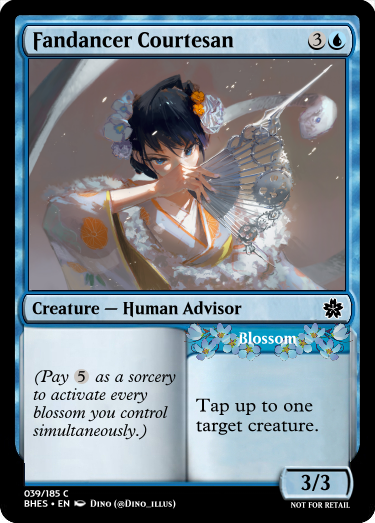 Fandancer Courtesan 3
Creature — Human Advisor
Blossom
(Pay 5 as a sorcery
to activate every
blossom you control
simultaneously.)
Tap up to one
target creature.
3/3
039/185 C
BHES • EN DINO (@DINO_ILLUS)
NOT FOR RETAIL